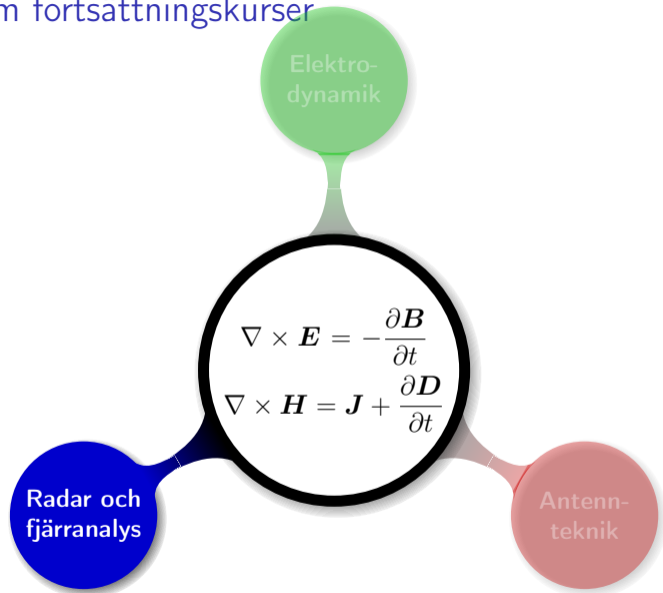 fortsättningskurser
Elektro-
dynamik
∇ × E = −∂B/∂t
∇ × H = J + ∂D/∂t
Radar och
fjärranalys
Antenn-
teknik